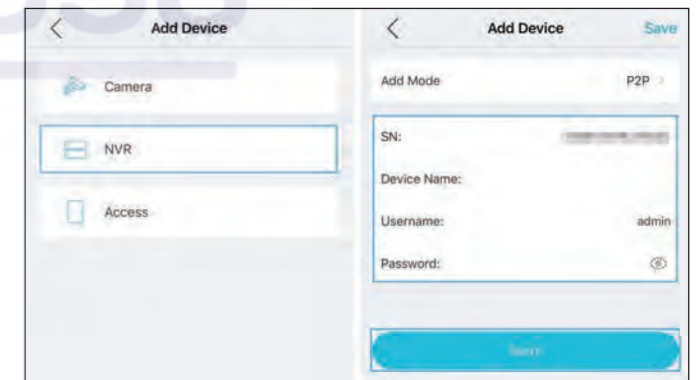 Add Device
Camera
NVR
Access
Add Device Save
Add Mode P2P
SN:
Device Name:
Username: admin
Password: